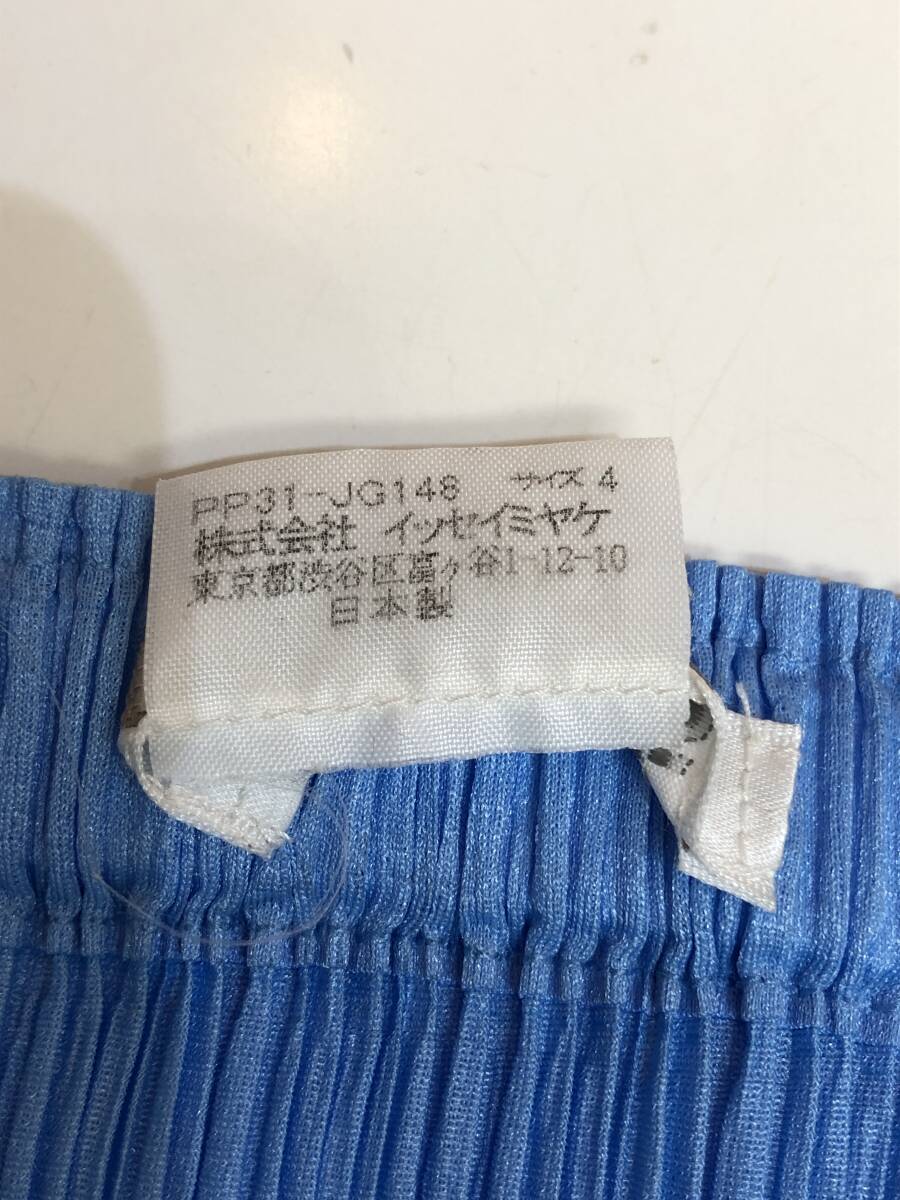 PP31-JG148 サイズ 4
株式会社 イッセイミヤケ
東京都渋谷区富ヶ谷1-12-10
日本製